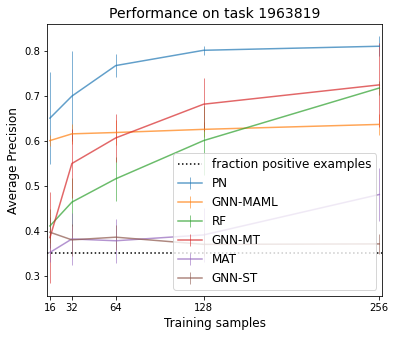 Performance on task 1963819
Average Precision
0.8
0.7
0.6
0.5
0.4
0.3
fraction positive examples
PN
GNN-MAML
RF
GNN-MT
MAT
GNN-ST
16 32 64 128 256
Training samples